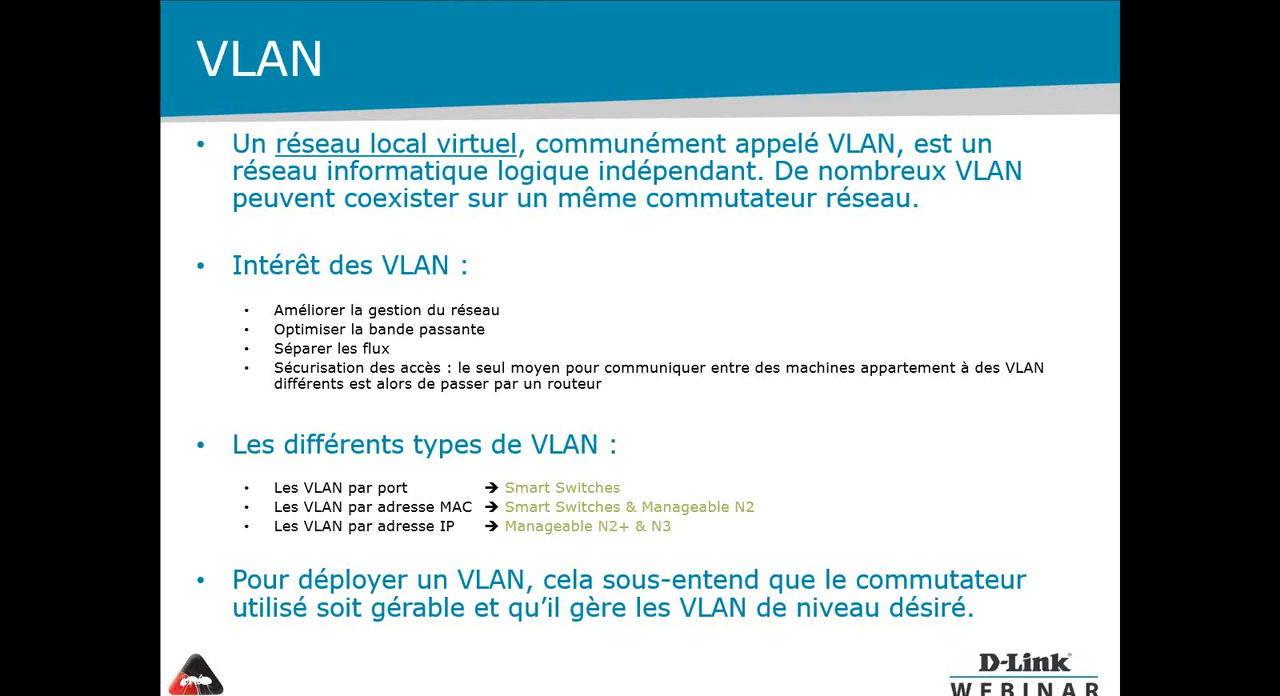 VLAN
• Un réseau local virtuel, communément appelé VLAN, est un
réseau informatique logique indépendant. De nombreux VLAN
peuvent coexister sur un même commutateur réseau.
• Intérêt des VLAN :
• Améliorer la gestion du réseau
• Optimiser la bande passante
• Séparer les flux
• Sécurisation des accès : le seul moyen pour communiquer entre des machines appartement à des VLAN
différents est alors de passer par un routeur
• Les différents types de VLAN :
• Les VLAN par port ➔ Smart Switches
• Les VLAN par adresse MAC ➔ Smart Switches & Manageable N2
• Les VLAN par adresse IP ➔ Manageable N2+ & N3
• Pour déployer un VLAN, cela sous-entend que le commutateur
utilisé soit gérable et qu’il gère les VLAN de niveau désiré.
D-Link®
WEBINAR